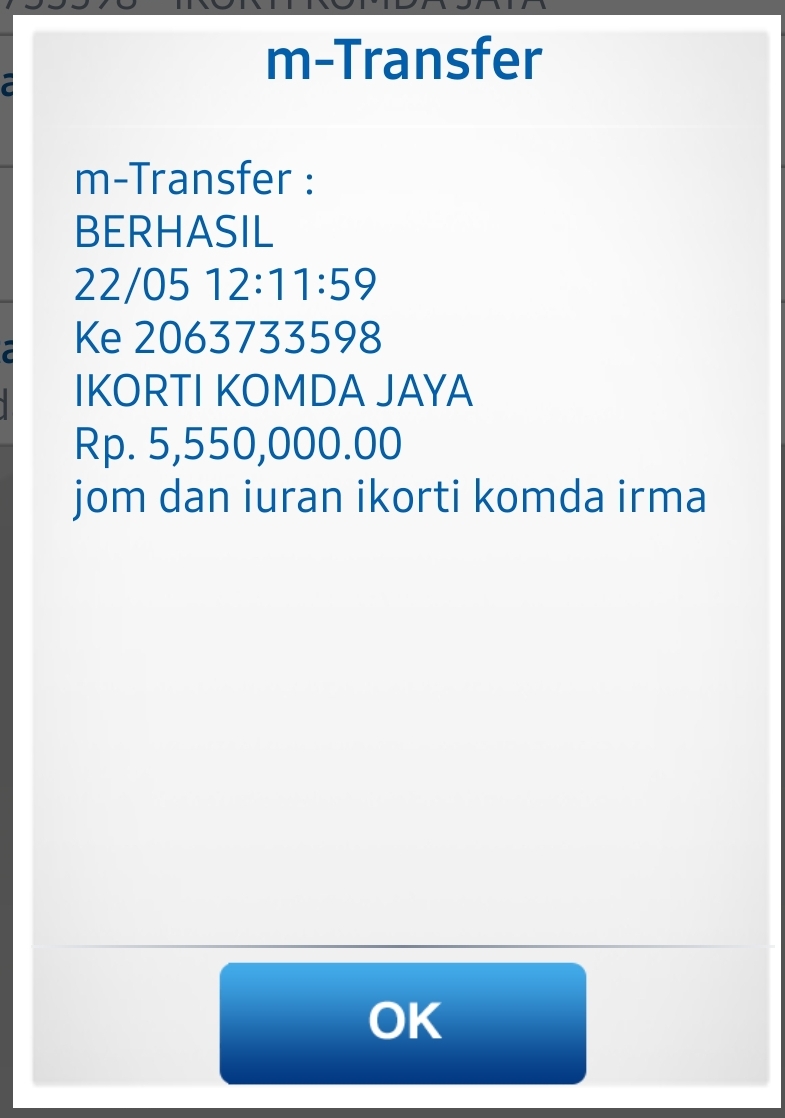 733598 IKORTI KOMDA JAYA
m-Transfer
m-Transfer :
BERHASIL
22/05 12:11:59
Ke 2063733598
IKORTI KOMDA JAYA
Rp. 5,550,000.00
jom dan iuran ikorti komda irma
OK